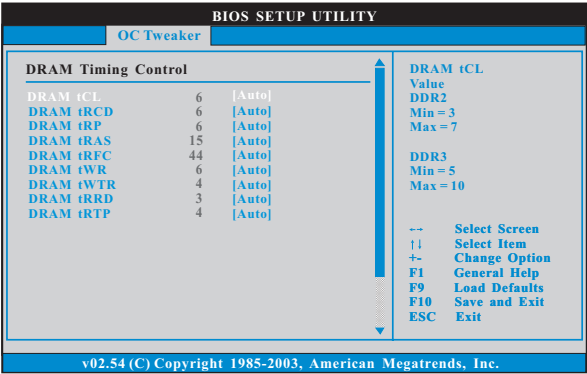 BIOS SETUP UTILITY
OC Tweaker
DRAM Timing Control
DRAM tCL 6 [Auto]
DRAM tRCD 6 [Auto]
DRAM tRP 6 [Auto]
DRAM tRAS 15 [Auto]
DRAM tRFC 44 [Auto]
DRAM tWR 6 [Auto]
DRAM tWTR 4 [Auto]
DRAM tRRD 3 [Auto]
DRAM tRTP 4 [Auto]
DRAM tCL
Value
DDR2
Min = 3
Max = 7
DDR3
Min = 5
Max = 10
←→ Select Screen
↑↓ Select Item
+- Change Option
F1 General Help
F9 Load Defaults
F10 Save and Exit
ESC Exit
v02.54 (C) Copyright 1985-2003, American Megatrends, Inc.